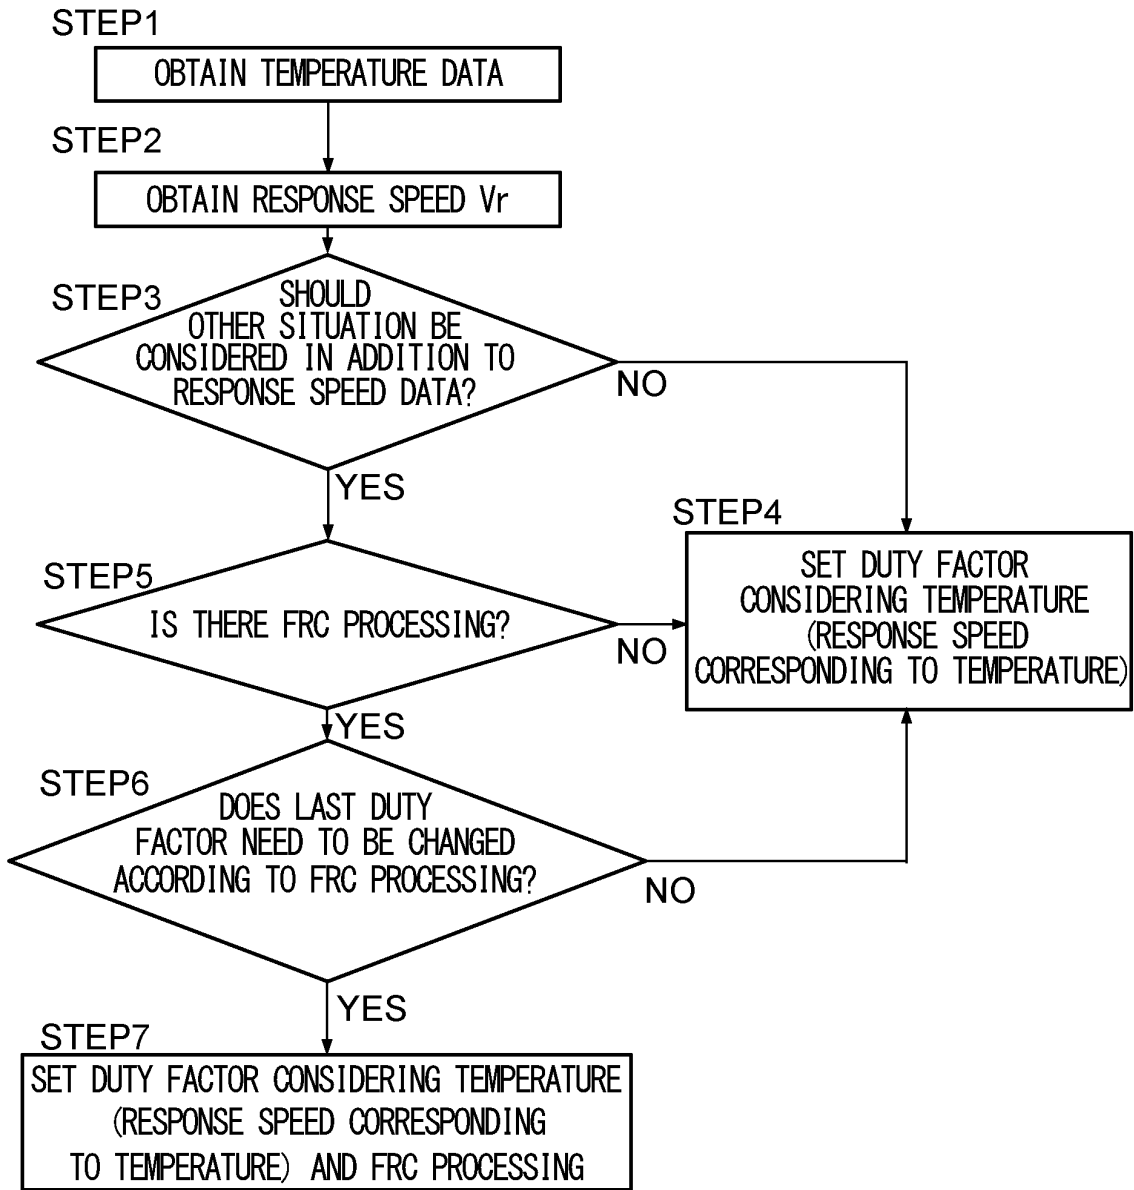 STEP1
OBTAIN TEMPERATURE DATA
STEP2
OBTAIN RESPONSE SPEED Vr
STEP3
SHOULD
OTHER SITUATION BE
CONSIDERED IN ADDITION TO
RESPONSE SPEED DATA?
NO
YES
STEP4
SET DUTY FACTOR
CONSIDERING TEMPERATURE
(RESPONSE SPEED
CORRESPONDING TO TEMPERATURE)
STEP5
IS THERE FRC PROCESSING?
NO
YES
STEP6
DOES LAST DUTY
FACTOR NEED TO BE CHANGED
ACCORDING TO FRC PROCESSING?
NO
YES
STEP7
SET DUTY FACTOR CONSIDERING TEMPERATURE
(RESPONSE SPEED CORRESPONDING
TO TEMPERATURE) AND FRC PROCESSING